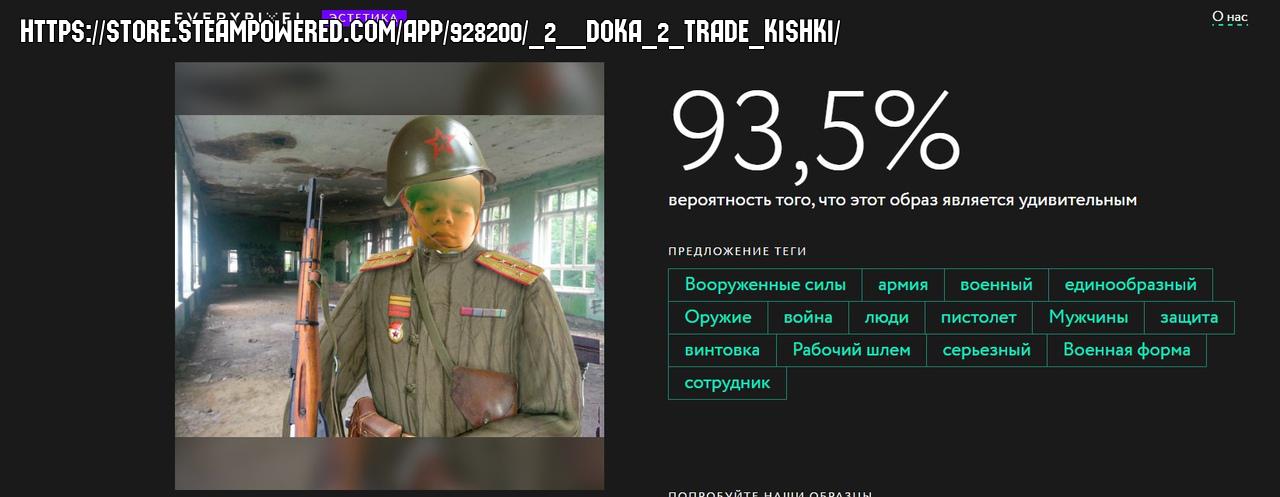 EVERYPIXEL ЭСТЕТИКА
О нас
HTTPS://STORE.STEAMPOWERED.COM/APP/928200/_2__DOKA_2_TRADE_KISHKI/
93,5%
вероятность того, что этот образ является удивительным
ПРЕДЛОЖЕНИЕ ТЕГИ
Вооруженные силы армия военный единообразный
Оружие война люди пистолет Мужчины защита
винтовка Рабочий шлем серьезный Военная форма
сотрудник
ПОПРОБУЙТЕ НАШИ ОБРАЗЦЫ